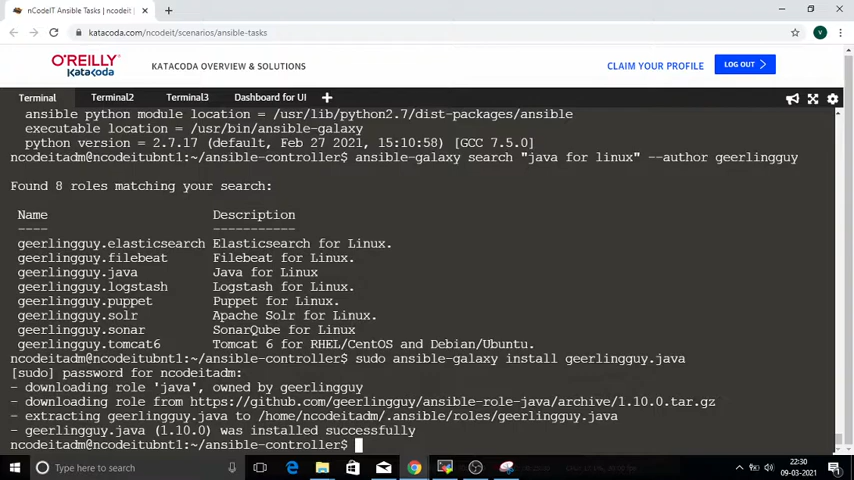 nCodeIT Ansible Tasks | ncodeit |
katacoda.com/ncodeit/scenarios/ansible-tasks
O'REILLY
Katacoda
KATACODA OVERVIEW & SOLUTIONS
CLAIM YOUR PROFILE
LOG OUT
Terminal
Terminal2
Terminal3
Dashboard for UI
ansible python module location = /usr/lib/python2.7/dist-packages/ansible
executable location = /usr/bin/ansible-galaxy
python version = 2.7.17 (default, Feb 27 2021, 15:10:58) [GCC 7.5.0]
ncodeitadm@ncodeitubnt1:~/ansible-controller$ ansible-galaxy search "java for linux" --author geerlingguy
Found 8 roles matching your search:
Name Description
---- -----------
geerlingguy.elasticsearch Elasticsearch for Linux.
geerlingguy.filebeat Filebeat for Linux.
geerlingguy.java Java for Linux
geerlingguy.logstash Logstash for Linux.
geerlingguy.puppet Puppet for Linux.
geerlingguy.solr Apache Solr for Linux.
geerlingguy.sonar SonarQube for Linux
geerlingguy.tomcat6 Tomcat 6 for RHEL/CentOS and Debian/Ubuntu.
ncodeitadm@ncodeitubnt1:~/ansible-controller$ sudo ansible-galaxy install geerlingguy.java
[sudo] password for ncodeitadm:
- downloading role 'java', owned by geerlingguy
- downloading role from https://github.com/geerlingguy/ansible-role-java/archive/1.10.0.tar.gz
- extracting geerlingguy.java to /home/ncodeitadm/.ansible/roles/geerlingguy.java
- geerlingguy.java (1.10.0) was installed successfully
ncodeitadm@ncodeitubnt1:~/ansible-controller$
Type here to search
22:30
09-03-2021